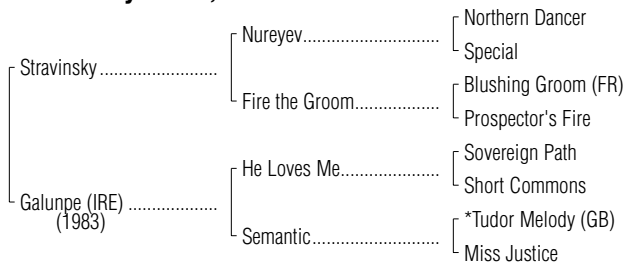 Northern Dancer
Nureyev
Special
Stravinsky
Blushing Groom (FR)
Fire the Groom
Prospector's Fire
Sovereign Path
He Loves Me
Short Commons
Galunpe (IRE)
(1983)
*Tudor Melody (GB)
Semantic
Miss Justice